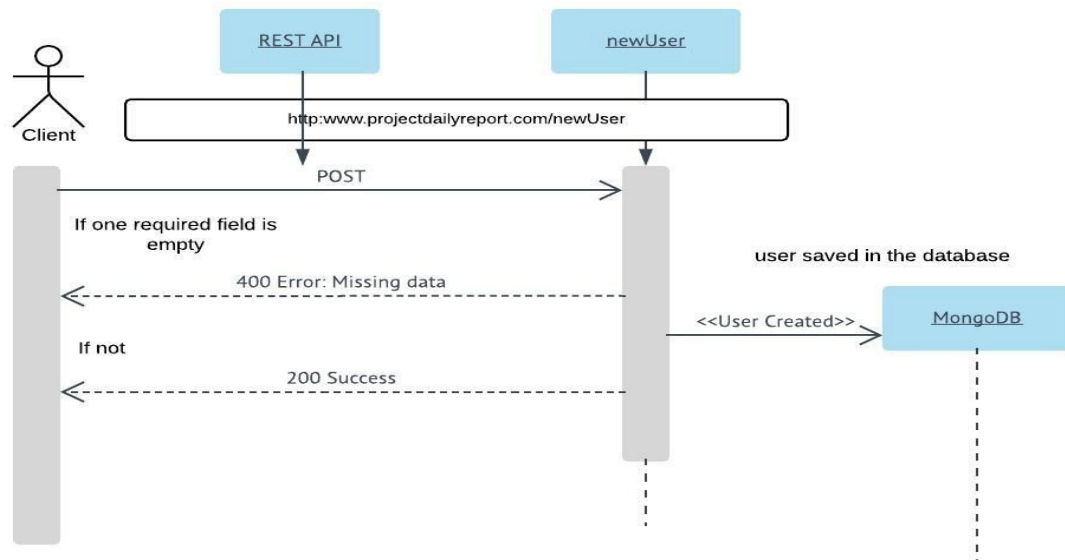 REST API
newUser
http:www.projectdailyreport.com/newUser
Client
POST
If one required field is
empty
user saved in the database
400 Error: Missing data
<<User Created>>
MongoDB
If not
200 Success